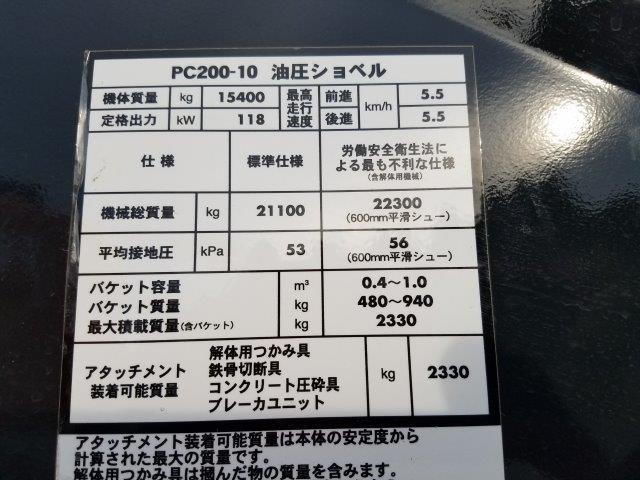 PC200-10 油圧ショベル
機体質量 kg 15400 最高走行速度 前進 km/h 5.5
定格出力 kW 118 後進 5.5
仕様 標準仕様 労働安全衛生法による最も不利な仕様(含解体用機械)
機械総質量 kg 21100 22300
(600mm平滑シュー)
平均接地圧 kPa 53 56
(600mm平滑シュー)
バケット容量 m³ 0.4〜1.0
バケット質量 kg 480〜940
最大積載質量(含バケット) kg 2330
アタッチメント装着可能質量 解体用つかみ具 kg 2330
鉄骨切断具
コンクリート圧砕具
ブレーカユニット
アタッチメント装着可能質量は本体の安定度から
計算された最大の質量です。
解体用つかみ具は掴んだ物の質量を含みます。